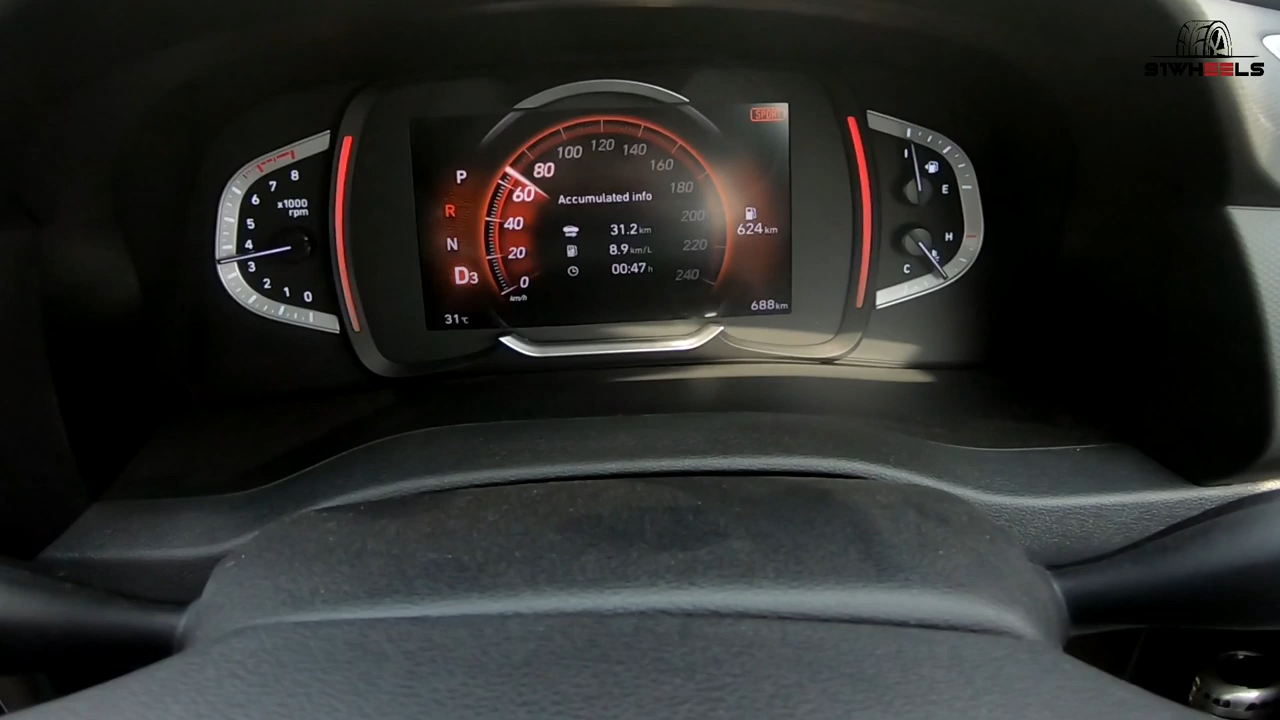 91WHEELS
SPORT
P
R
N
D3
31℃
0
20
40
60
80
100
120
140
160
180
200
220
240
km/h
Accumulated info
31.2 km
8.9 km/L
00:47 h
624 km
688 km
8
7
6
5
4
3
2
1
0
x1000
rpm
E
H
C